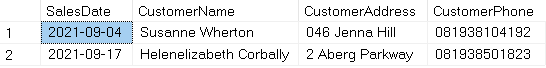 SalesDate CustomerName CustomerAddress CustomerPhone
1 2021-09-04 Susanne Wherton 046 Jenna Hill 081938104192
2 2021-09-17 Helenelizabeth Corbally 2 Aberg Parkway 081938501823